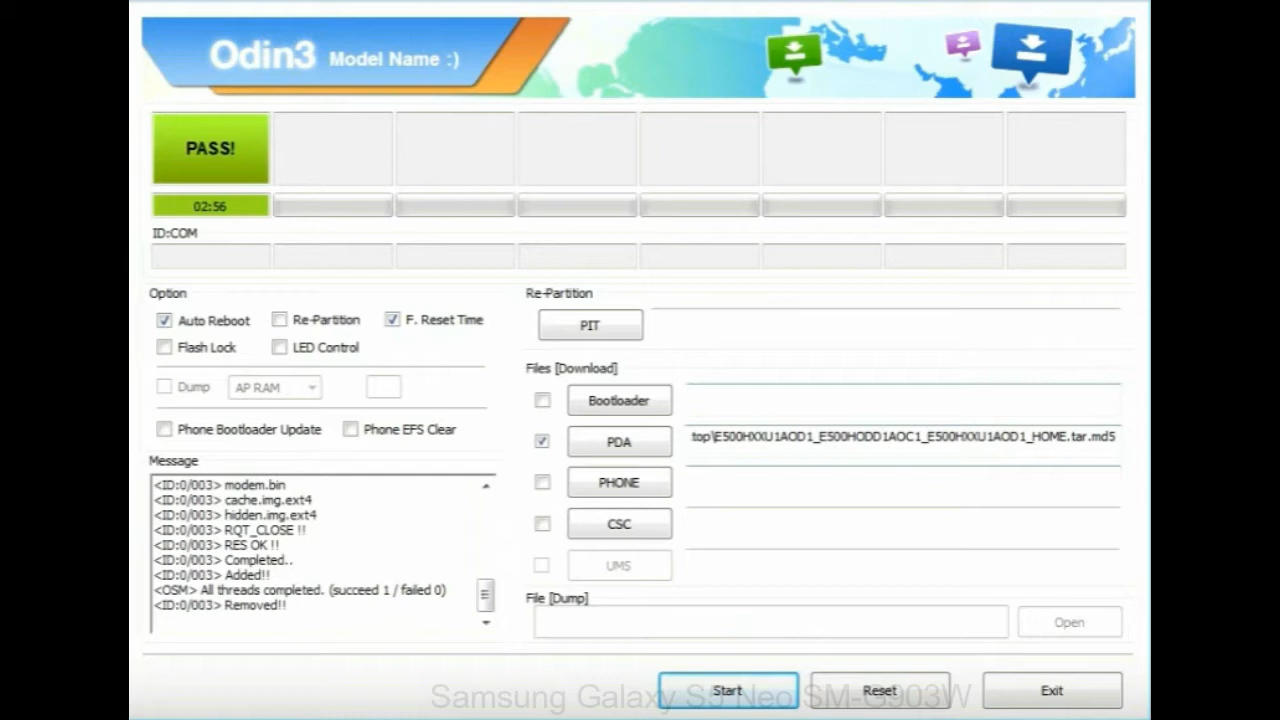 Odin3 Model Name :)
PASS!
02:56
ID:COM
Option
Auto Reboot Re-Partition F. Reset Time
Flash Lock LED Control
Dump AP RAM
Phone Bootloader Update Phone EFS Clear
Message
<ID:0/003> modem.bin
<ID:0/003> cache.img.ext4
<ID:0/003> hidden.img.ext4
<ID:0/003> RQT_CLOSE !!
<ID:0/003> RES OK !!
<ID:0/003> Completed..
<ID:0/003> Added!!
<OSM> All threads completed. (succeed 1 / failed 0)
<ID:0/003> Removed!!
Re-Partition
PIT
Files [Download]
Bootloader
PDA top\E500HXXU1AOD1_E500HODD1AOC1_E500HXXU1AOD1_HOME.tar.md5
PHONE
CSC
UMS
File [Dump]
Open
Start Reset Exit
Samsung Galaxy S5 Neo SM-G903W